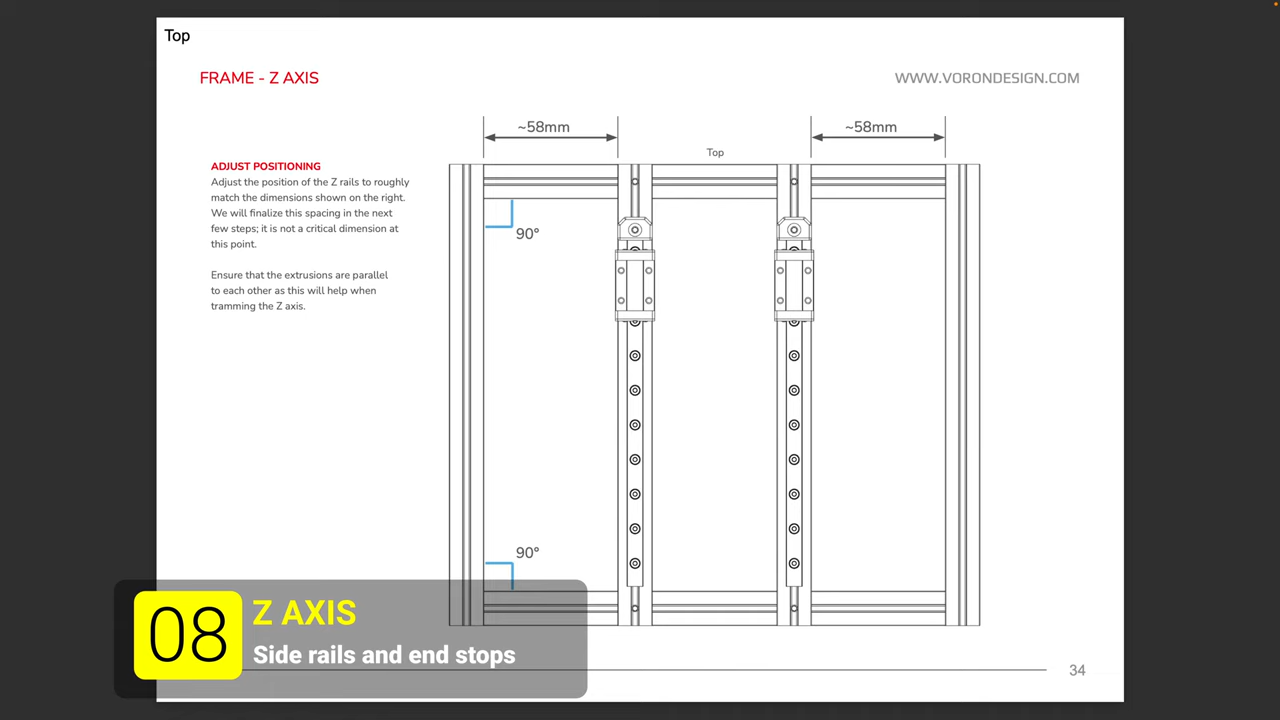 Top
FRAME - Z AXIS
WWW.VORONDESIGN.COM
~58mm
~58mm
Top
ADJUST POSITIONING
Adjust the position of the Z rails to roughly
match the dimensions shown on the right.
We will finalize this spacing in the next
few steps; it is not a critical dimension at
this point.
Ensure that the extrusions are parallel
to each other as this will help when
tramming the Z axis.
90°
90°
08
Z AXIS
Side rails and end stops
34